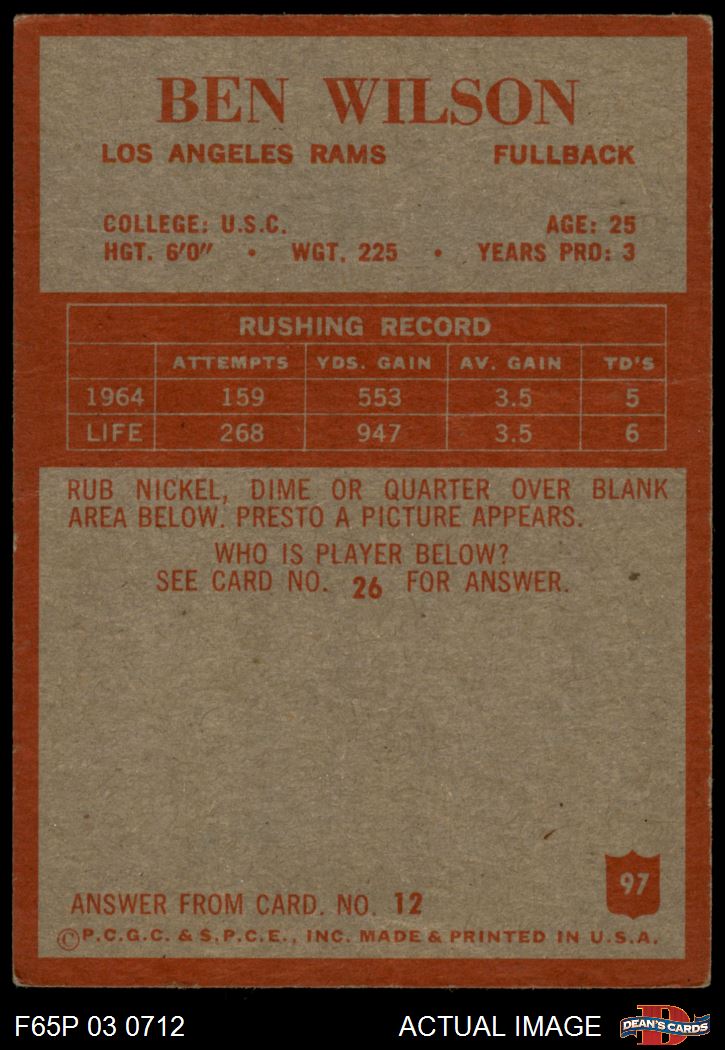 BEN WILSON
LOS ANGELES RAMS FULLBACK
COLLEGE: U.S.C. AGE: 25
HGT. 6'0" • WGT. 225 • YEARS PRO: 3
RUSHING RECORD
ATTEMPTS YDS. GAIN AV. GAIN TD'S
1964 159 553 3.5 5
LIFE 268 947 3.5 6
RUB NICKEL, DIME OR QUARTER OVER BLANK
AREA BELOW. PRESTO A PICTURE APPEARS.
WHO IS PLAYER BELOW?
SEE CARD NO. 26 FOR ANSWER.
97
ANSWER FROM CARD. NO. 12
©P.C.G.C. & S.P.C.E., INC. MADE & PRINTED IN U.S.A.
F65P 03 0712 ACTUAL IMAGE
D
DEAN'S CARDS